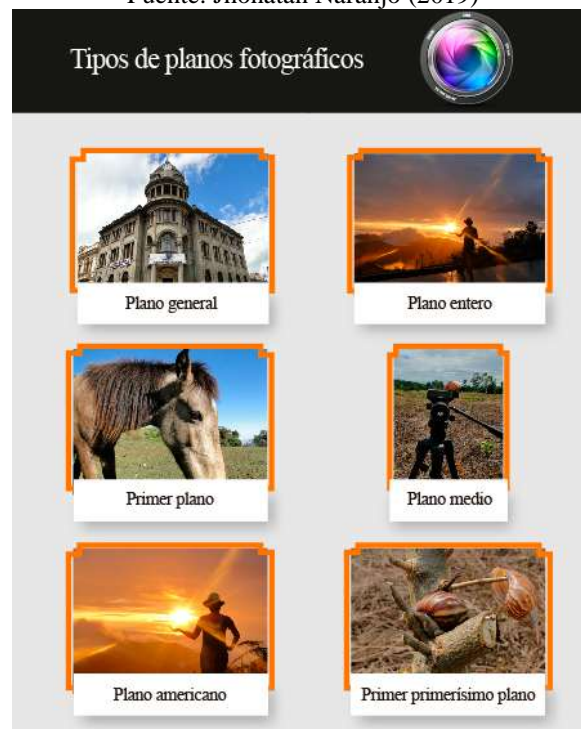 Fuente: Jhonatan Naranjo (2019)
Tipos de planos fotográficos
Plano general
Plano entero
Primer plano
Plano medio
Plano americano
Primer primerísimo plano